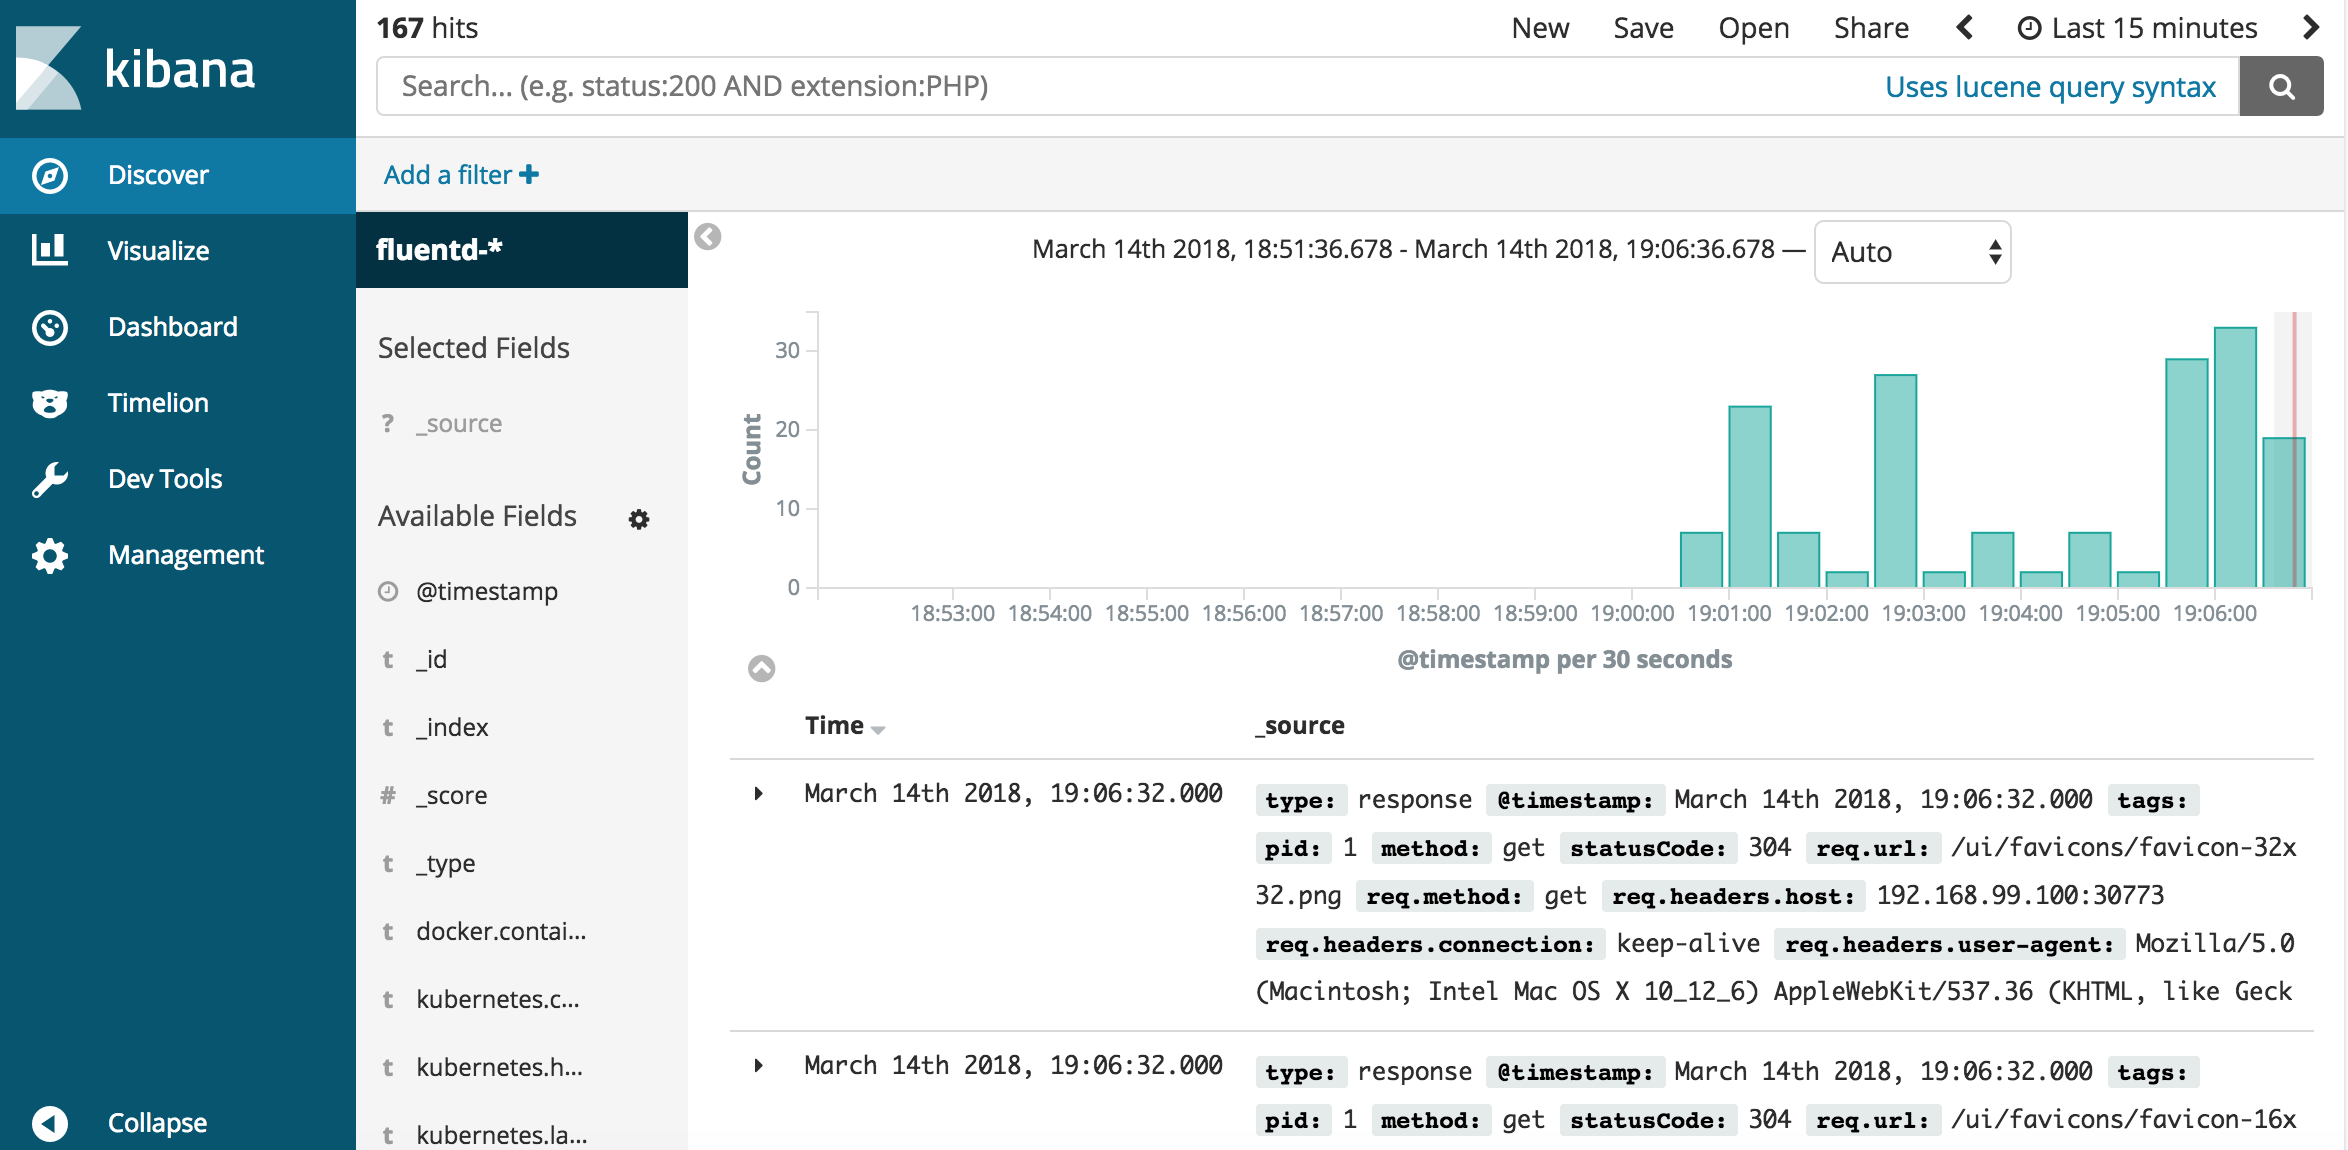 kibana
Discover
Visualize
Dashboard
Timelion
Dev Tools
Management
Collapse
167 hits
New Save Open Share Last 15 minutes
Search... (e.g. status:200 AND extension:PHP) Uses lucene query syntax
Add a filter
fluentd-*
Selected Fields
? _source
Available Fields
@timestamp
t _id
t _index
# _score
t _type
t docker.contai...
t kubernetes.c...
t kubernetes.h...
t kubernetes.la...
March 14th 2018, 18:51:36.678 - March 14th 2018, 19:06:36.678 — Auto
Count
30
20
10
0
18:53:00 18:54:00 18:55:00 18:56:00 18:57:00 18:58:00 18:59:00 19:00:00 19:01:00 19:02:00 19:03:00 19:04:00 19:05:00 19:06:00
@timestamp per 30 seconds
Time _source
March 14th 2018, 19:06:32.000 type: response @timestamp: March 14th 2018, 19:06:32.000 tags:
pid: 1 method: get statusCode: 304 req.url: /ui/favicons/favicon-32x
32.png req.method: get req.headers.host: 192.168.99.100:30773
req.headers.connection: keep-alive req.headers.user-agent: Mozilla/5.0
(Macintosh; Intel Mac OS X 10_12_6) AppleWebKit/537.36 (KHTML, like Geck
March 14th 2018, 19:06:32.000 type: response @timestamp: March 14th 2018, 19:06:32.000 tags:
pid: 1 method: get statusCode: 304 req.url: /ui/favicons/favicon-16x